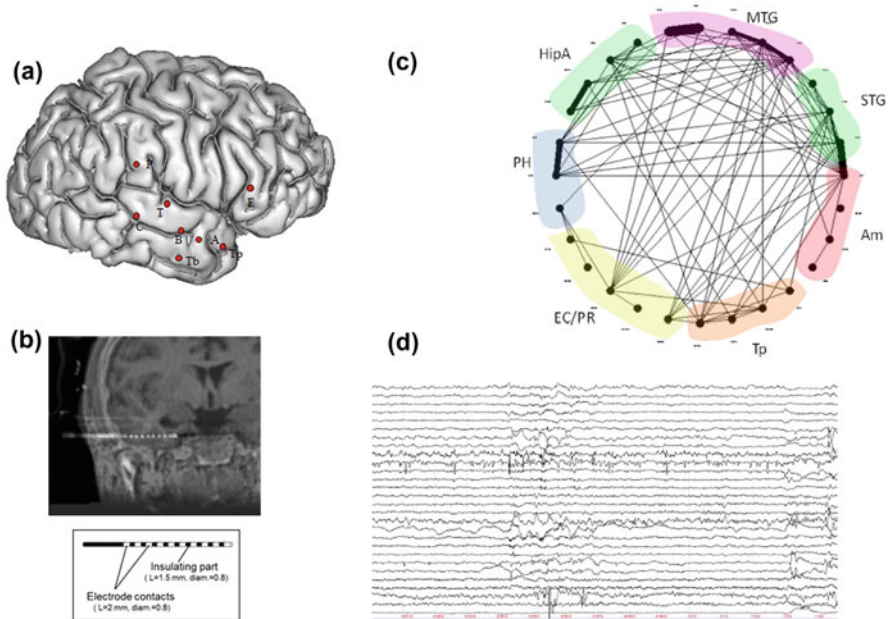 (a)
P
E
T
C
B
A
Tp
Tb
(b)
Insulating part
( L=1.5 mm, diam.=0.8)
Electrode contacts
( L=2 mm, diam.=0.8)
(c)
MTG
HipA
STG
PH
Am
EC/PR
Tp
(d)